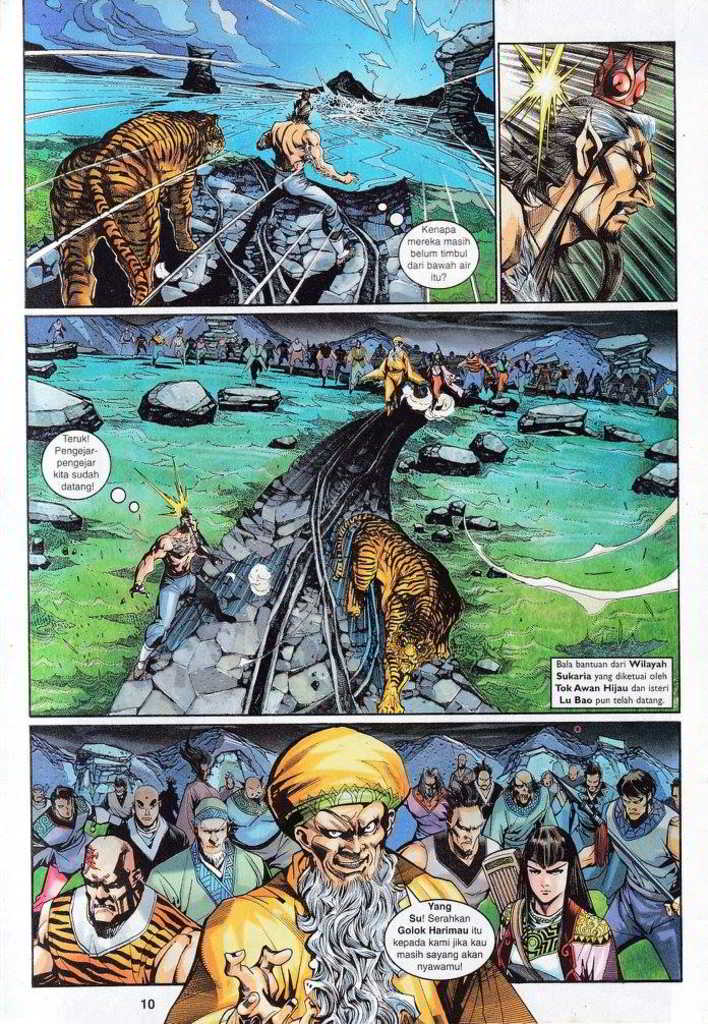 Kenapa
mereka masih
belum timbul
dari bawah air
itu?
Teruk!
Pengejar-
pengejar
kita sudah
datang!
Bala bantuan dari Wilayah
Sukaria yang diketuai oleh
Tok Awan Hijau dan isteri
Lu Bao pun telah datang.
Yang
Su! Serahkan
Golok Harimau itu
kepada kami jika kau
masih sayang akan
nyawamu!
10